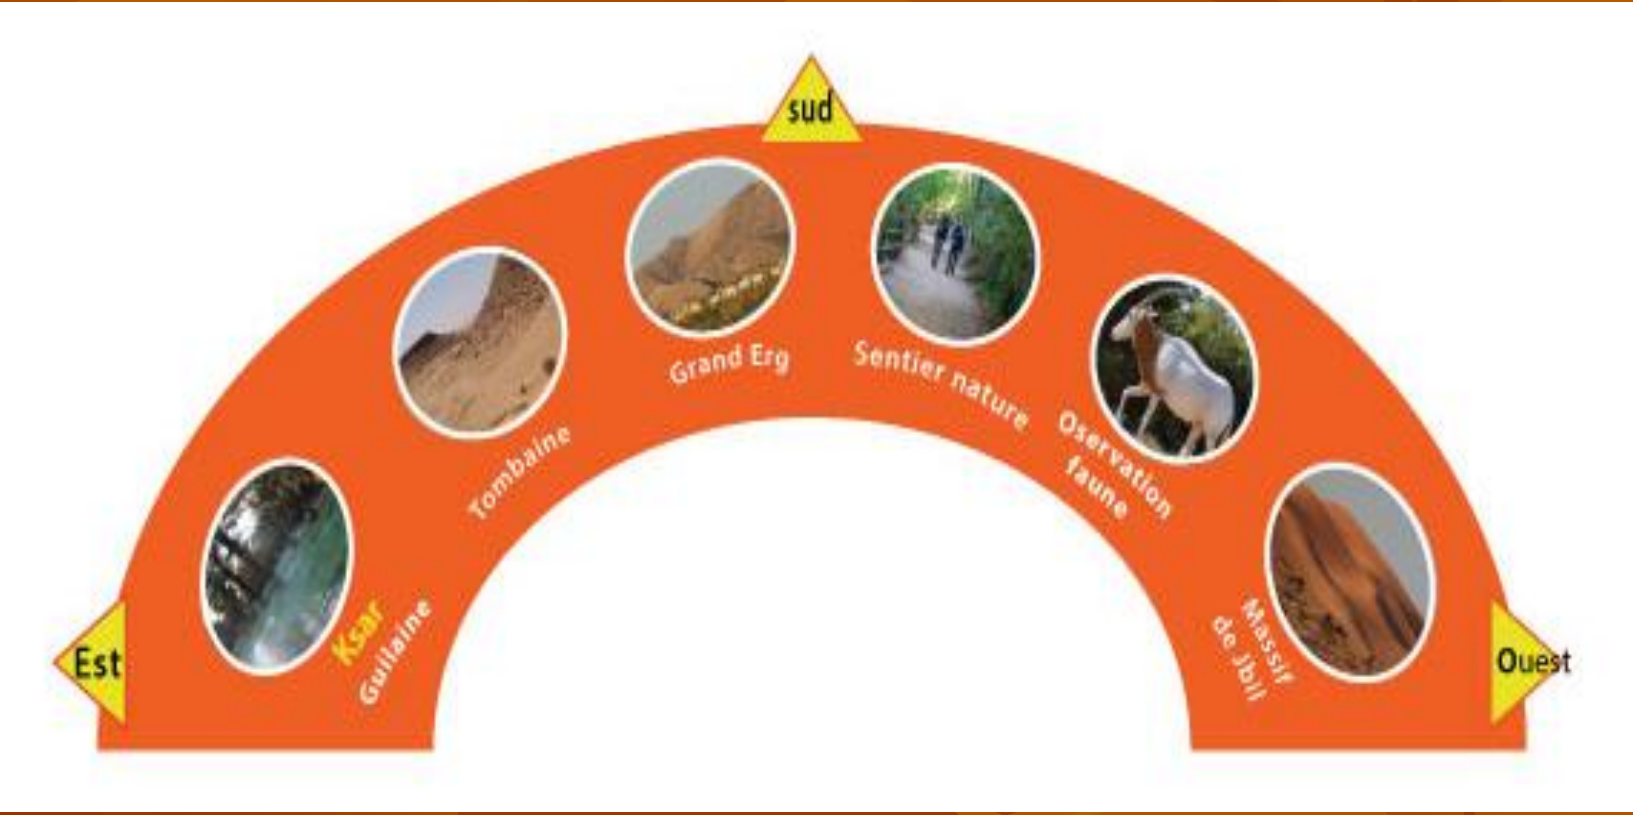 sud
Grand Erg
Sentier nature
Tombaine
Oservation
faune
Ksar
Guilaine
Massif
de Jbil
Est
Ouest